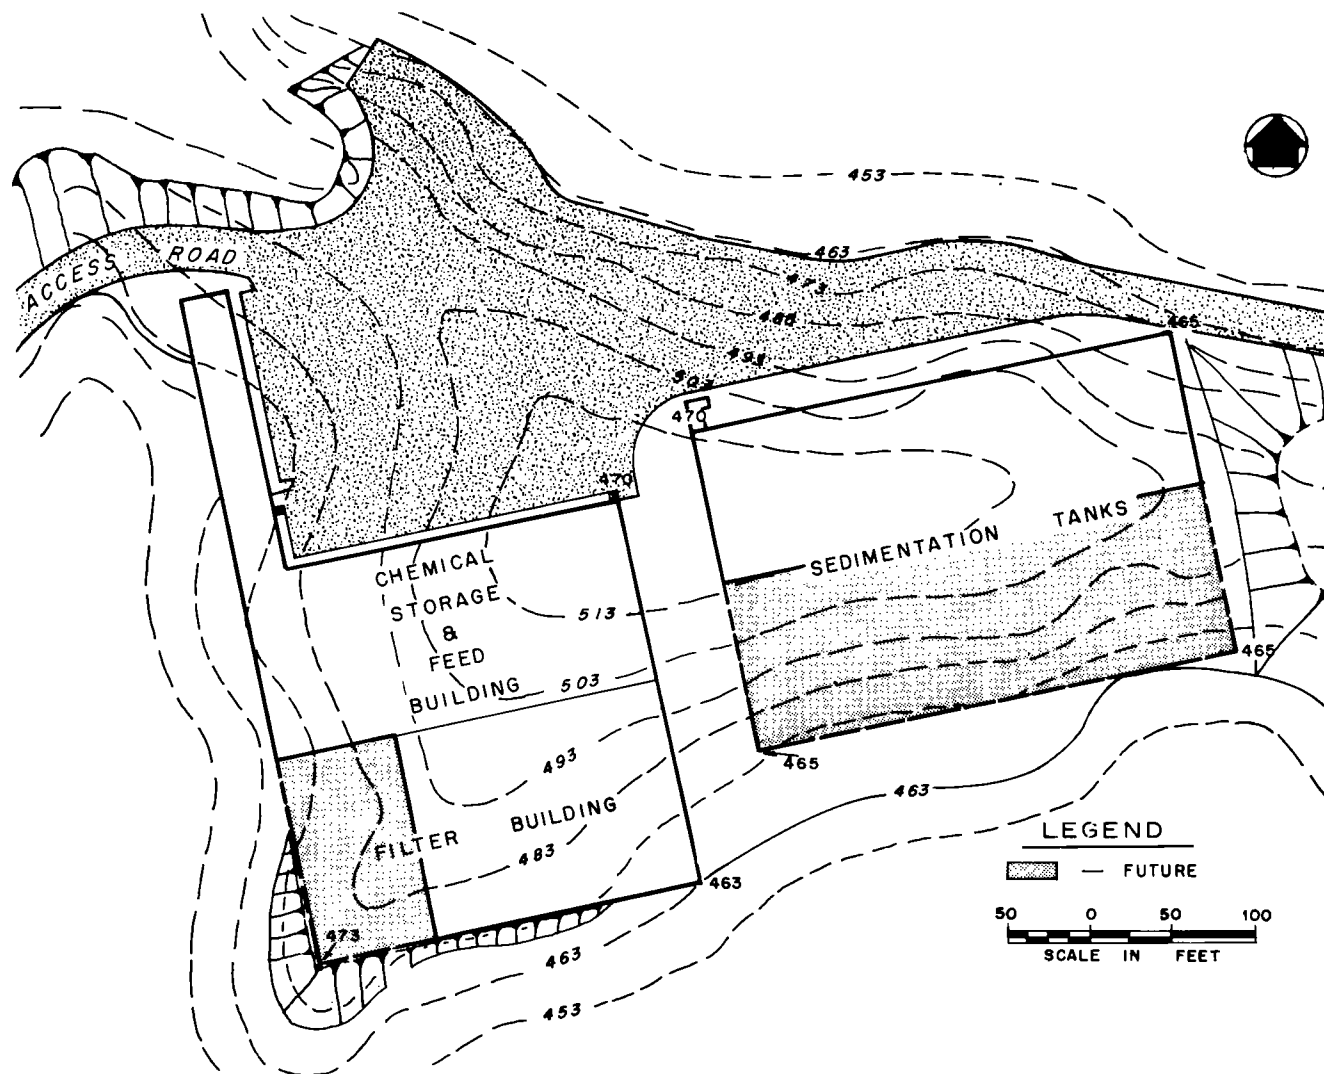 453
463
473
ACCESS ROAD
488
465
493
503
470
470
SEDIMENTATION TANKS
CHEMICAL
STORAGE
&
FEED
BUILDING
513
503
465
493
465
463
FILTER BUILDING
483
463
473
463
453
LEGEND
— FUTURE
50 0 50 100
SCALE IN FEET